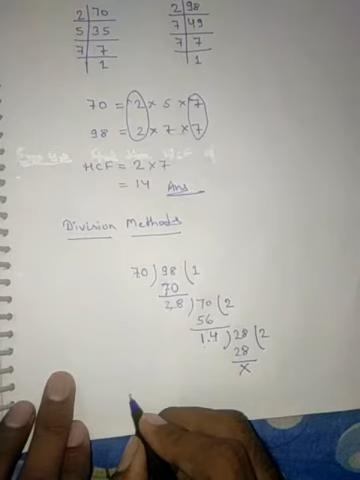 2 | 70
5 | 35
7 | 7
1
2 | 98
7 | 49
7 | 7
1
70 = 2 × 5 × 7
98 = 2 × 7 × 7
HCF = 2 × 7
= 14 Ans
Division Methods
70 ) 98 ( 1
70
28 ) 70 ( 2
56
14 ) 28 ( 2
28
×